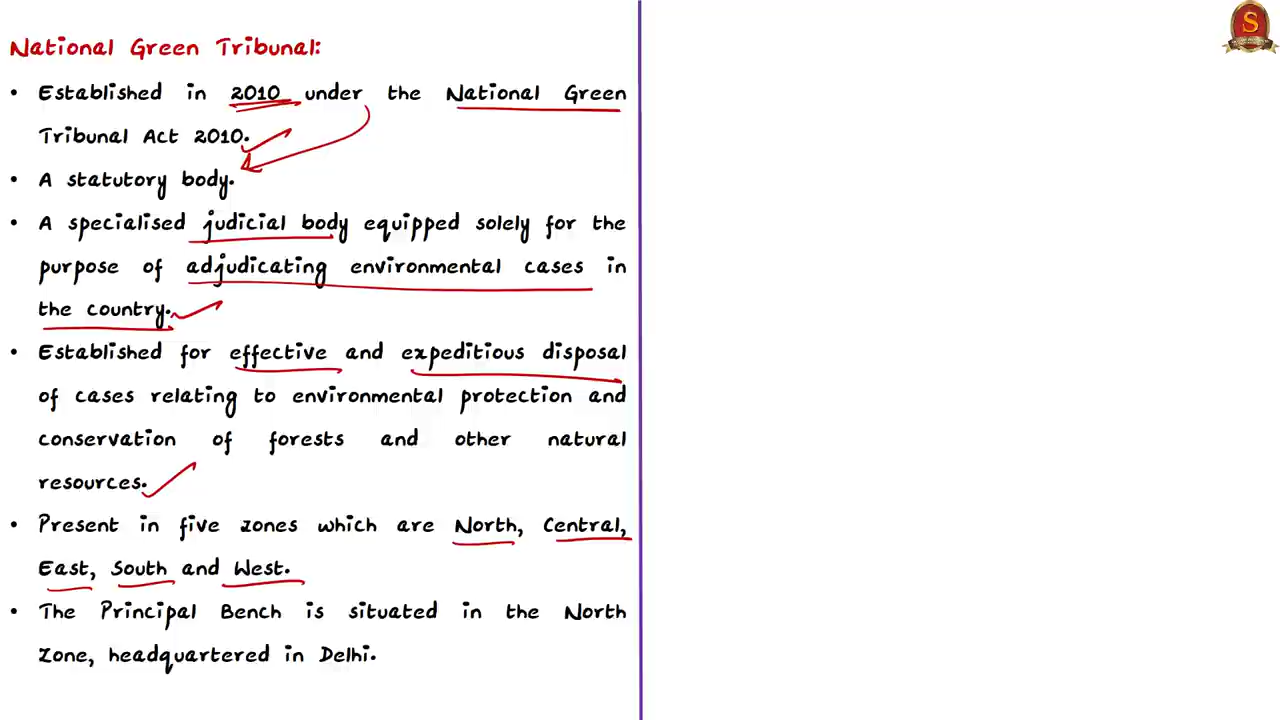 National Green Tribunal:
• Established in 2010 under the National Green
Tribunal Act 2010.
• A statutory body.
• A specialised judicial body equipped solely for the
purpose of adjudicating environmental cases in
the country.
• Established for effective and expeditious disposal
of cases relating to environmental protection and
conservation of forests and other natural
resources.
• Present in five zones which are North, Central,
East, South and West.
• The Principal Bench is situated in the North
Zone, headquartered in Delhi.
S